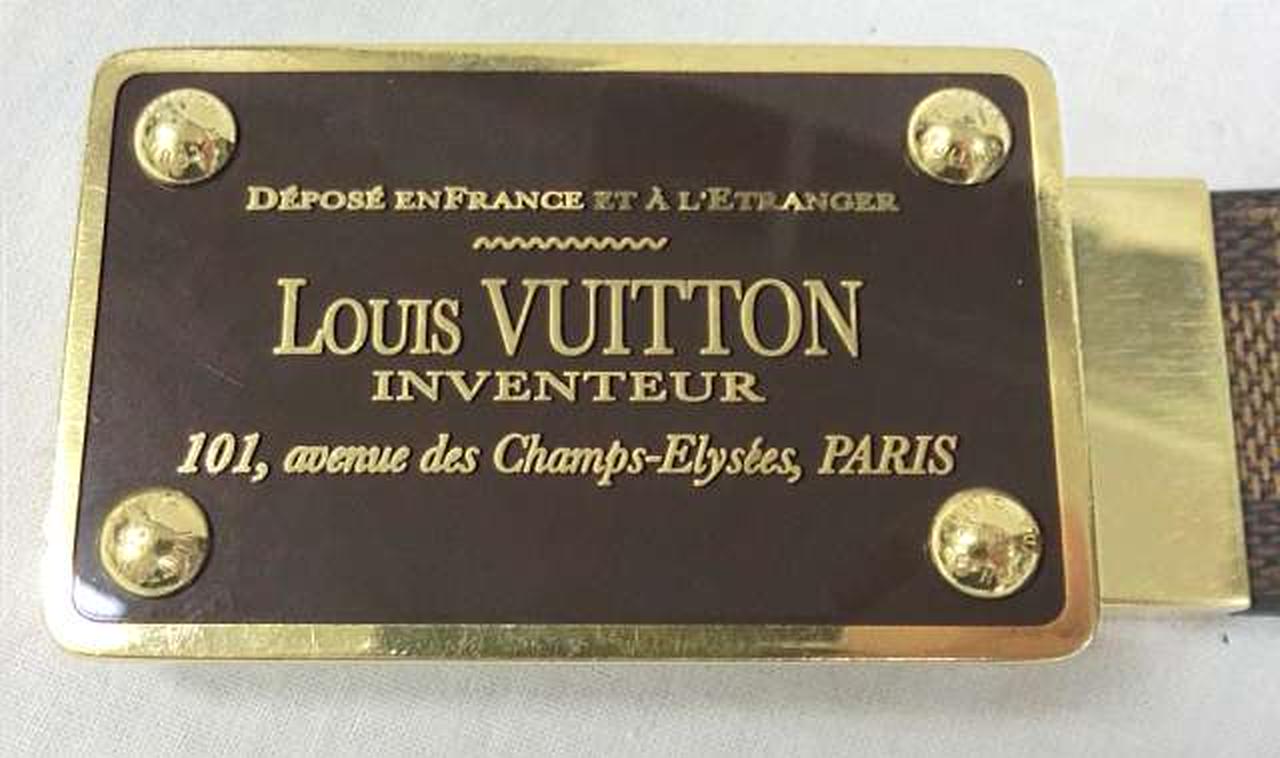 DÉPOSÉ ENFRANCE ET À L'ETRANGER
LOUIS VUITTON
INVENTEUR
101, avenue des Champs-Elysées, PARIS